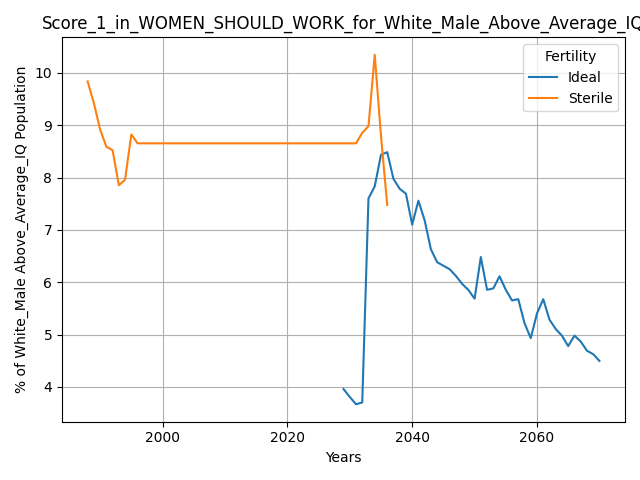 Score_1_in_WOMEN_SHOULD_WORK_for_White_Male_Above_Average_IQ
Fertility
Ideal
Sterile
% of White_Male Above_Average_IQ Population
10
9
8
7
6
5
4
2000 2020 2040 2060
Years